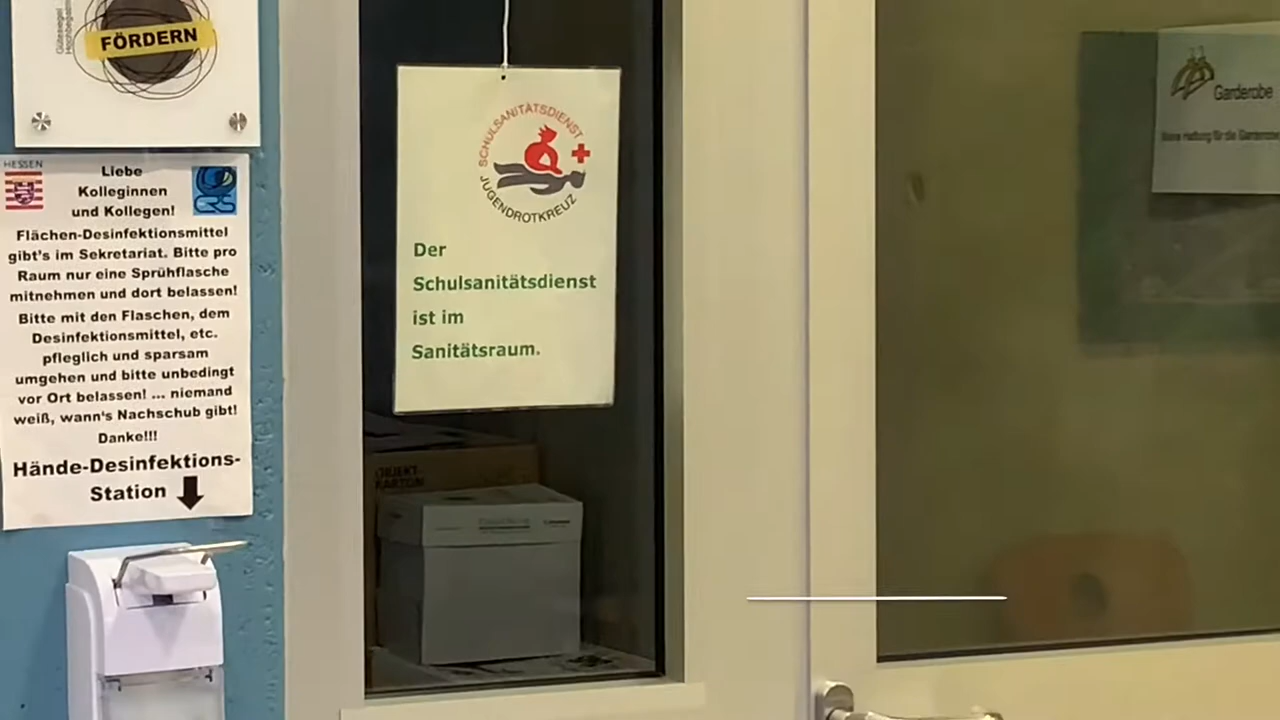 Gütesiegel
Hochbegabung
FÖRDERN
HESSEN
Liebe
Kolleginnen
und Kollegen!
Flächen-Desinfektionsmittel
gibt's im Sekretariat. Bitte pro
Raum nur eine Sprühflasche
mitnehmen und dort belassen!
Bitte mit den Flaschen, dem
Desinfektionsmittel, etc.
pfleglich und sparsam
umgehen und bitte unbedingt
vor Ort belassen! ... niemand
weiß, wann's Nachschub gibt!
Danke!!!
Hände-Desinfektions-
Station
SCHULSANITÄTSDIENST
JUGENDROTKREUZ
Der
Schulsanitätsdienst
ist im
Sanitätsraum.
Garderobe